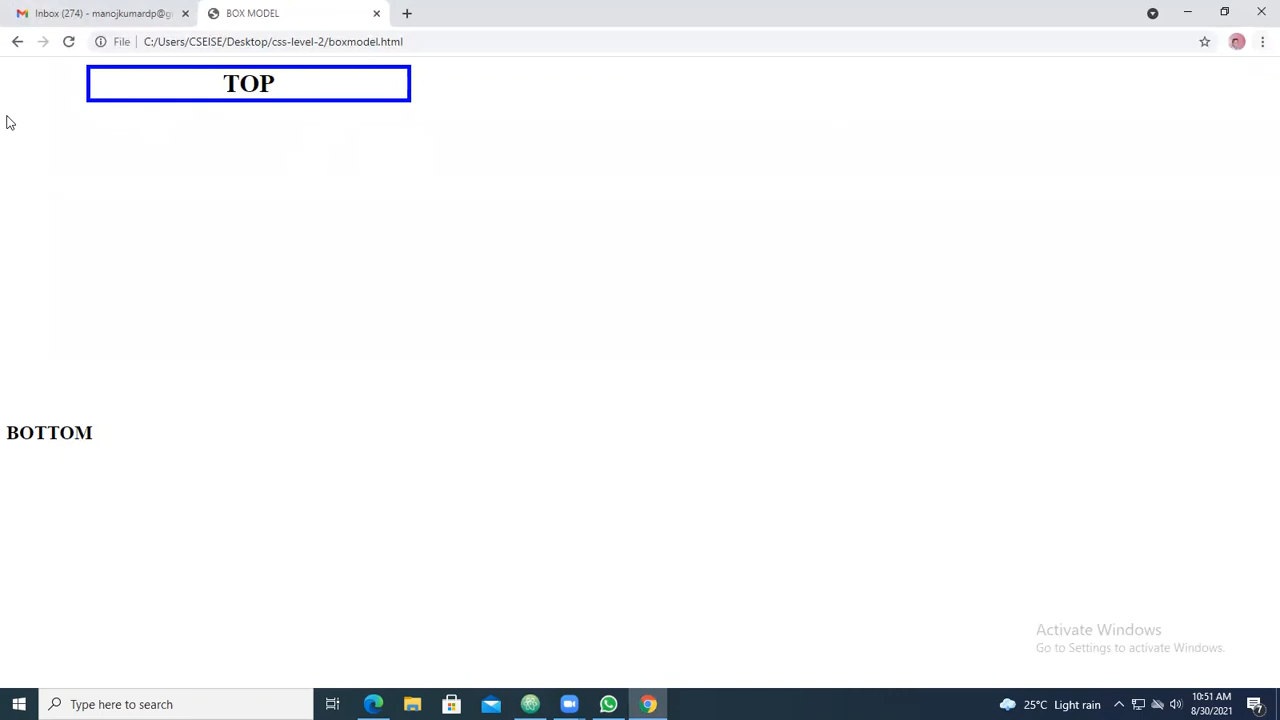 Inbox (274) - manojkumardp@g
BOX MODEL
File
C:/Users/CSEISE/Desktop/css-level-2/boxmodel.html
TOP
BOTTOM
Activate Windows
Go to Settings to activate Windows.
Type here to search
25°C Light rain
10:51 AM
8/30/2021
7